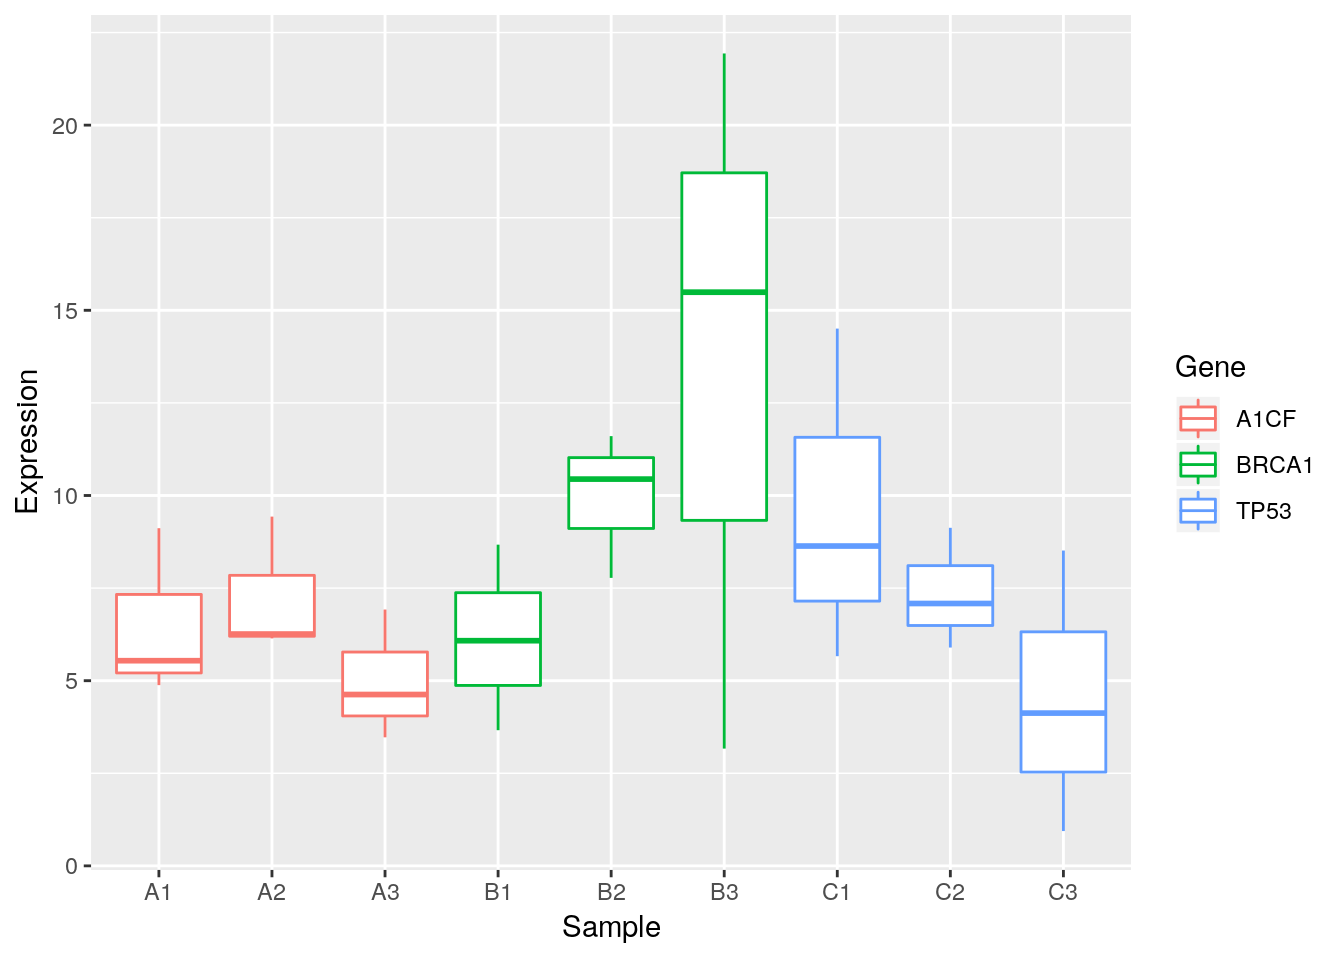 Expression
20
15
10
5
0
A1 A2 A3 B1 B2 B3 C1 C2 C3
Sample
Gene
A1CF
BRCA1
TP53